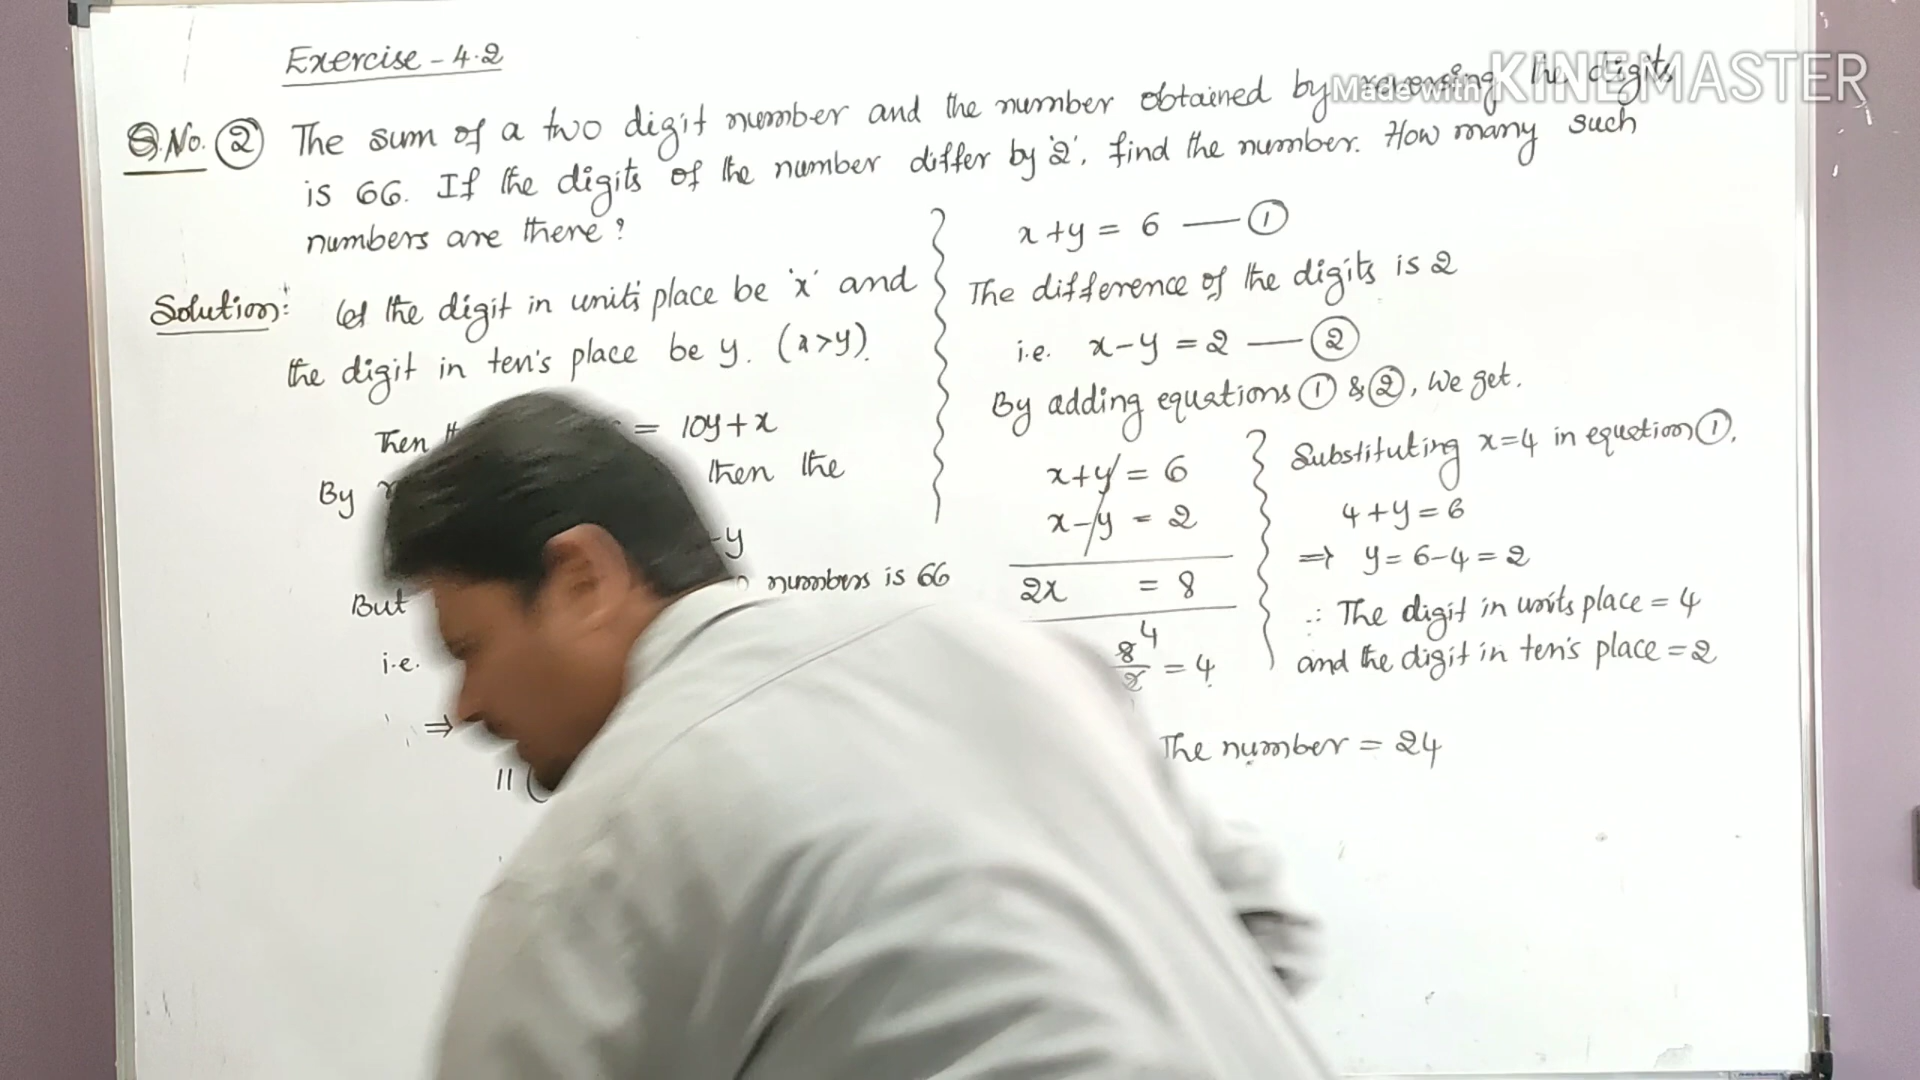 Exercise - 4.2
Q.No. ② The sum of a two digit number and the number obtained by reversing the digits
is 66. If the digits of the number differ by '2', find the number. How many such
numbers are there?
Solution: Let the digit in unit's place be 'x' and
the digit in ten's place be y. (x>y).
Then = 10y+x
By then the
y
But numbers is 66
i.e.
⇒
11 (
x+y = 6 — ①
The difference of the digits is 2
i.e. x-y = 2 — ②
By adding equations ① & ②, We get.
x+y = 6
x-y = 2
2x = 8
8/2 = 4
4
Substituting x=4 in equation ①,
4+y = 6
⇒ y = 6-4 = 2
∴ The digit in units place = 4
and the digit in ten's place = 2
The number = 24
Made with KINEMASTER